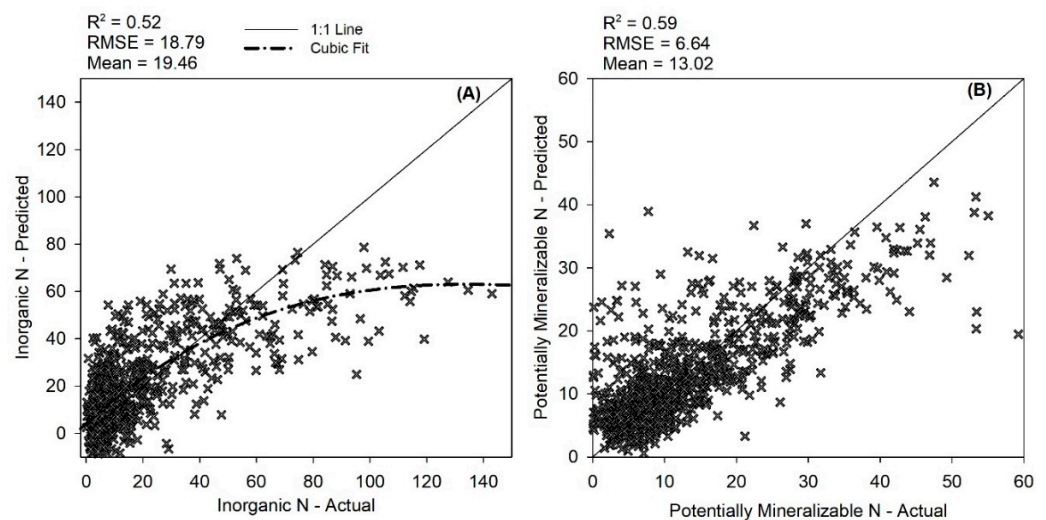 R² = 0.52
RMSE = 18.79
Mean = 19.46
1:1 Line
Cubic Fit
(A)
140
120
100
80
60
40
20
0
Inorganic N - Predicted
0 20 40 60 80 100 120 140
Inorganic N - Actual
R² = 0.59
RMSE = 6.64
Mean = 13.02
(B)
60
50
40
30
20
10
0
Potentially Mineralizable N - Predicted
0 10 20 30 40 50 60
Potentially Mineralizable N - Actual